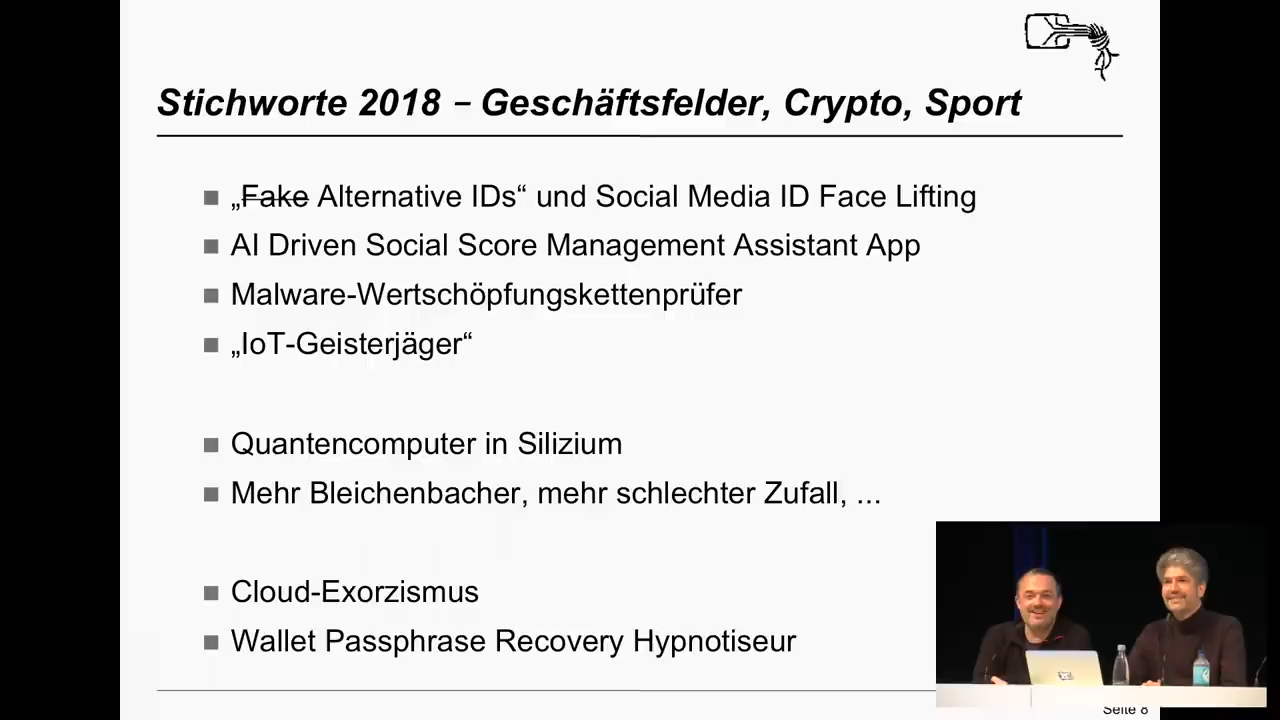 Stichworte 2018 – Geschäftsfelder, Crypto, Sport
„Fake Alternative IDs“ und Social Media ID Face Lifting
AI Driven Social Score Management Assistant App
Malware-Wertschöpfungskettenprüfer
„IoT-Geisterjäger“
Quantencomputer in Silizium
Mehr Bleichenbacher, mehr schlechter Zufall, ...
Cloud-Exorzismus
Wallet Passphrase Recovery Hypnotiseur
Seite 8